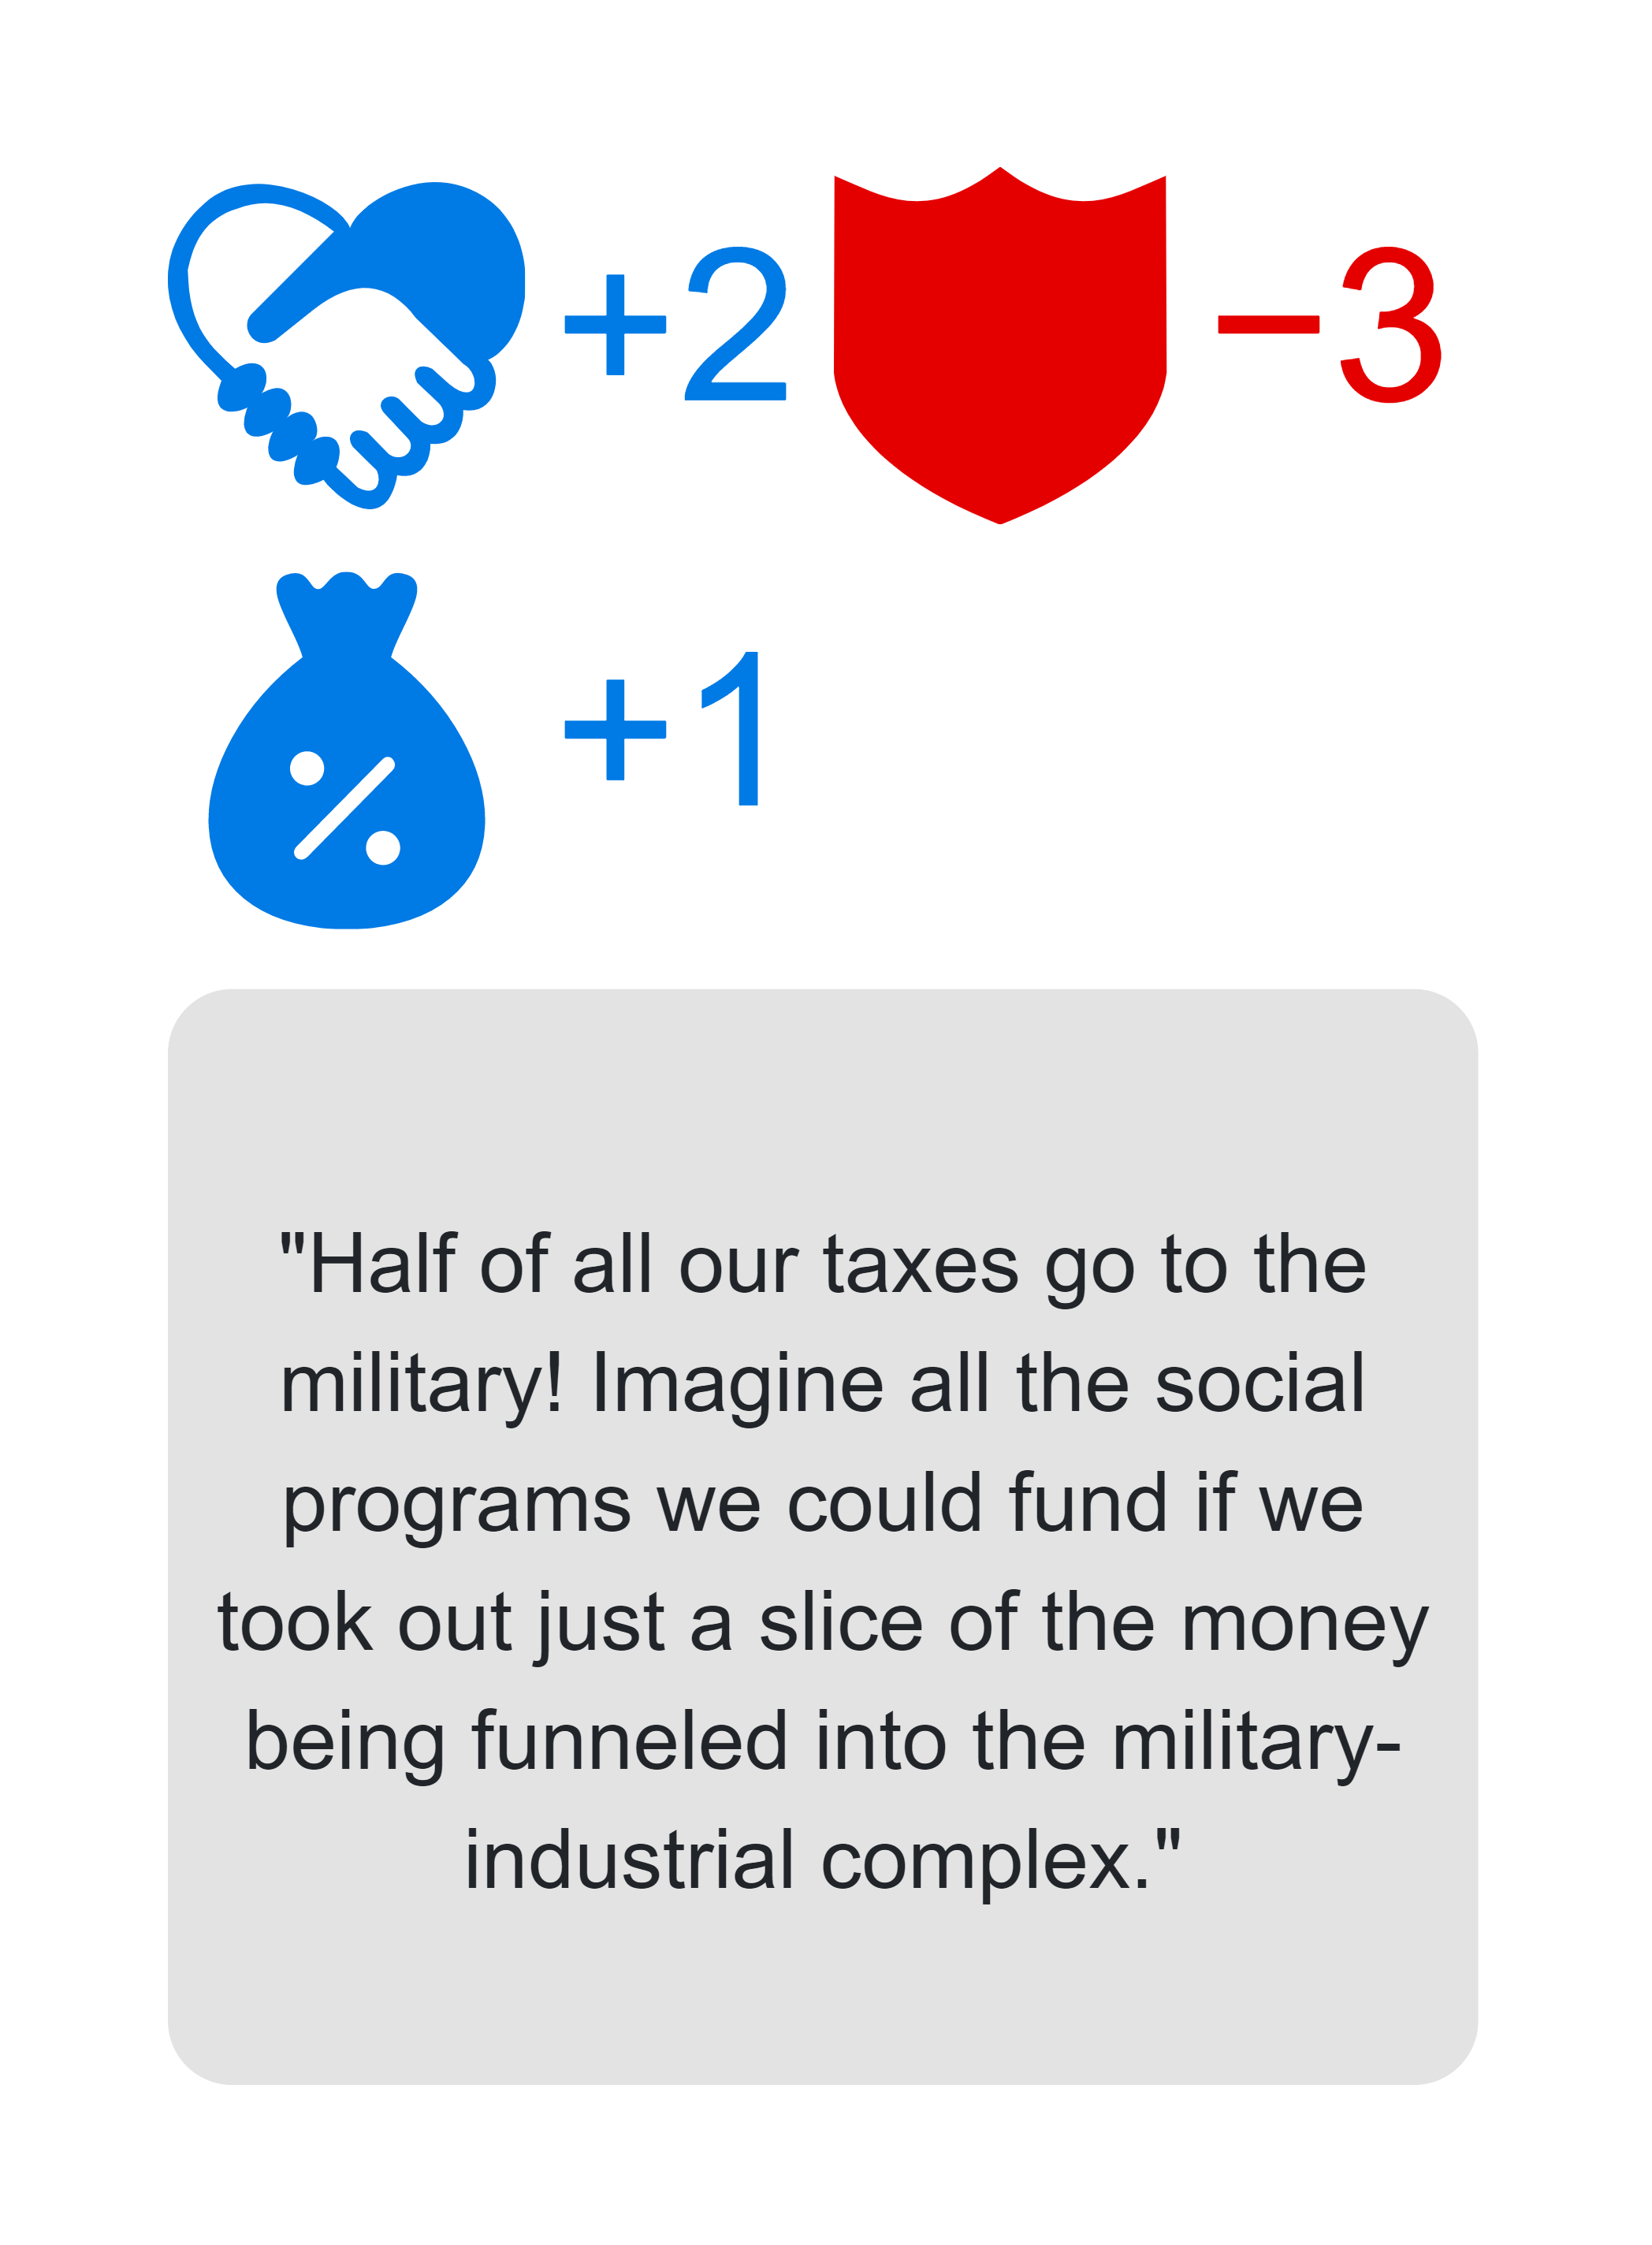 +2 −3
+1
"Half of all our taxes go to the
military! Imagine all the social
programs we could fund if we
took out just a slice of the money
being funneled into the military-
industrial complex."